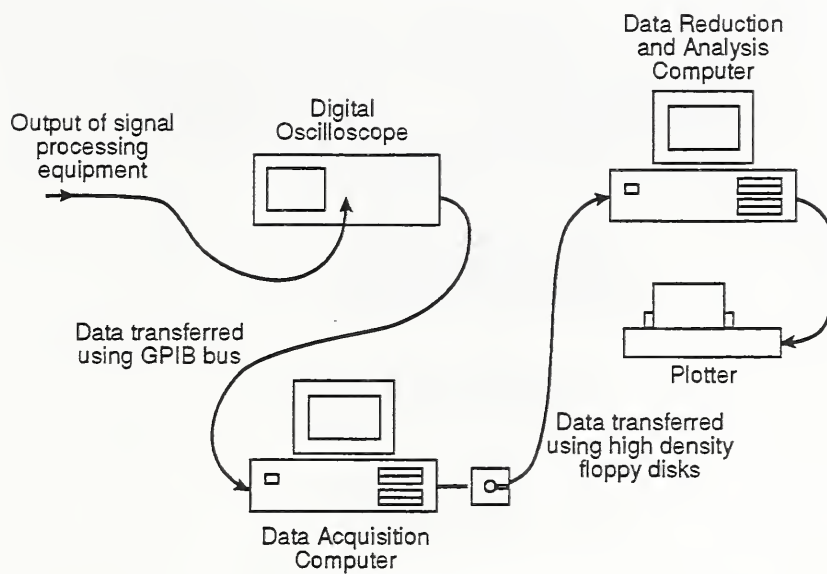 Output of signal
processing
equipment
Digital
Oscilloscope
Data Reduction
and Analysis
Computer
Data transferred
using GPIB bus
Plotter
Data transferred
using high density
floppy disks
Data Acquisition
Computer